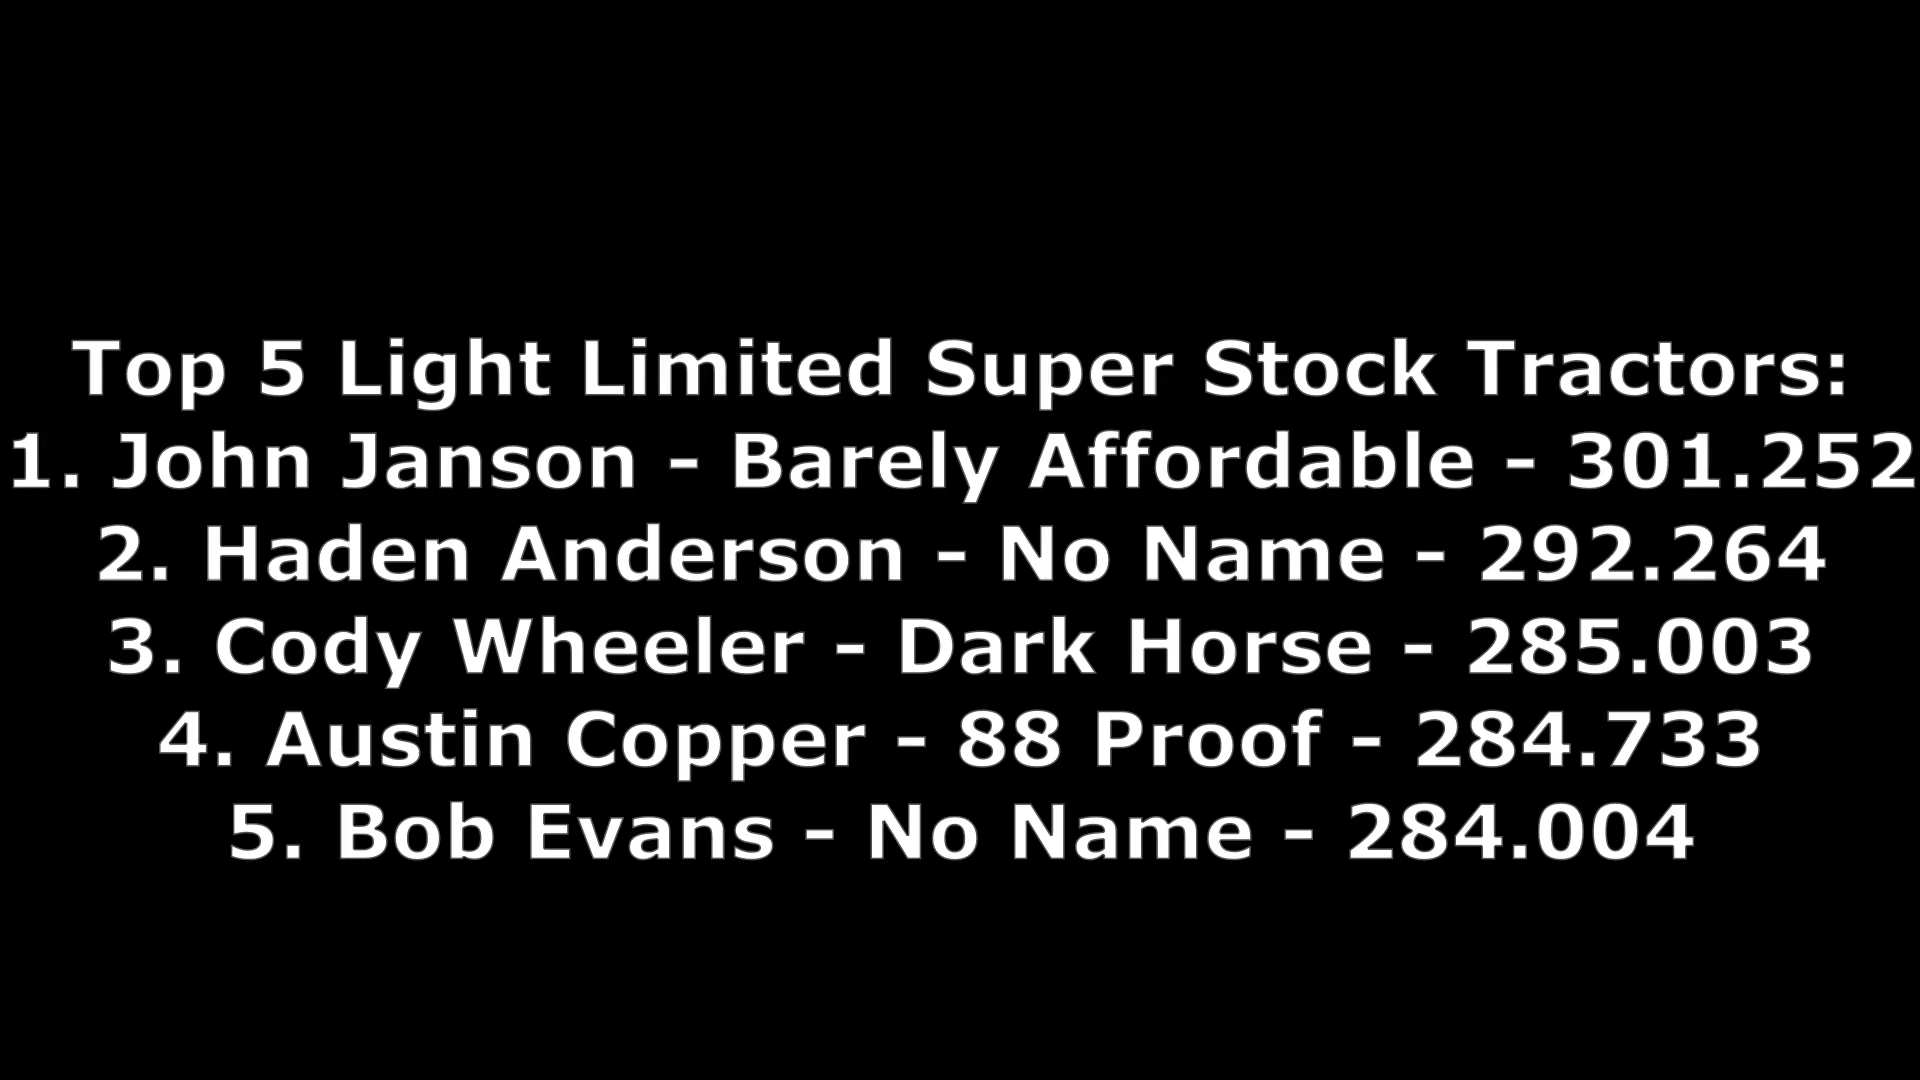 Top 5 Light Limited Super Stock Tractors:
1. John Janson - Barely Affordable - 301.252
2. Haden Anderson - No Name - 292.264
3. Cody Wheeler - Dark Horse - 285.003
4. Austin Copper - 88 Proof - 284.733
5. Bob Evans - No Name - 284.004